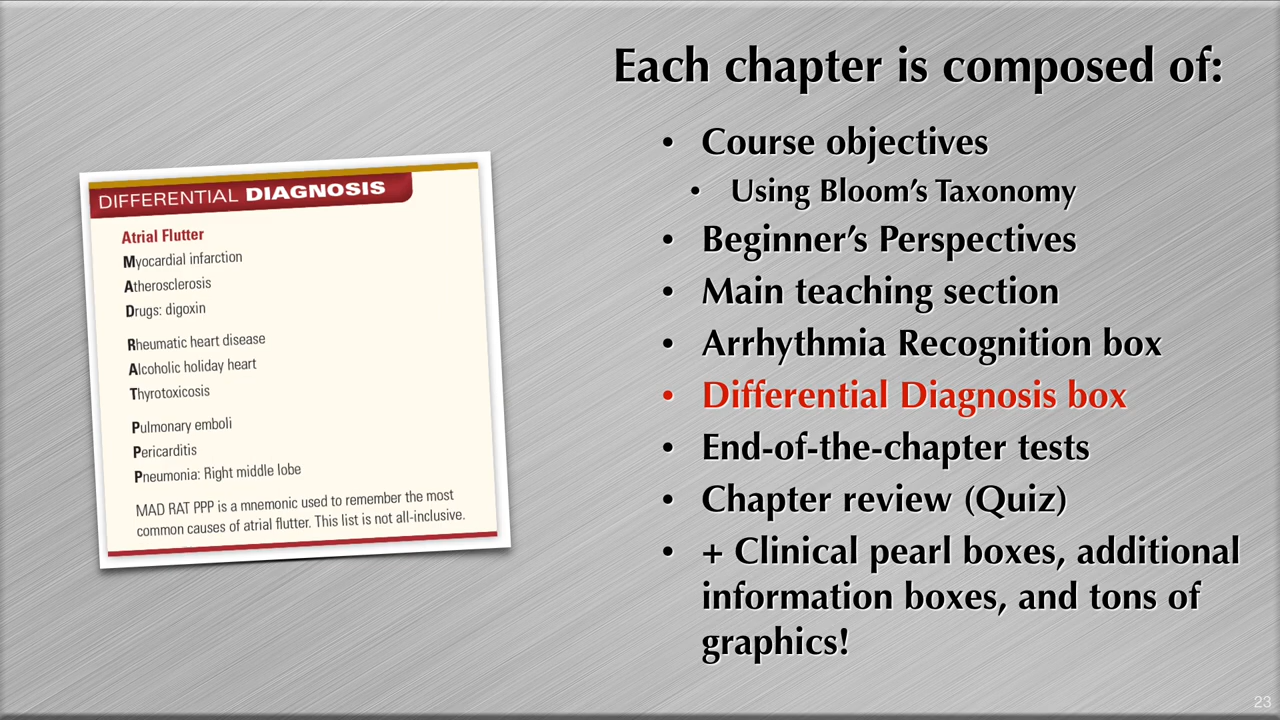 Each chapter is composed of:
DIFFERENTIAL DIAGNOSIS
Atrial Flutter
Myocardial infarction
Atherosclerosis
Drugs: digoxin
Rheumatic heart disease
Alcoholic holiday heart
Thyrotoxicosis
Pulmonary emboli
Pericarditis
Pneumonia: Right middle lobe
MAD RAT PPP is a mnemonic used to remember the most
common causes of atrial flutter. This list is not all-inclusive.
• Course objectives
• Using Bloom’s Taxonomy
• Beginner’s Perspectives
• Main teaching section
• Arrhythmia Recognition box
• Differential Diagnosis box
• End-of-the-chapter tests
• Chapter review (Quiz)
• + Clinical pearl boxes, additional
information boxes, and tons of
graphics!
23